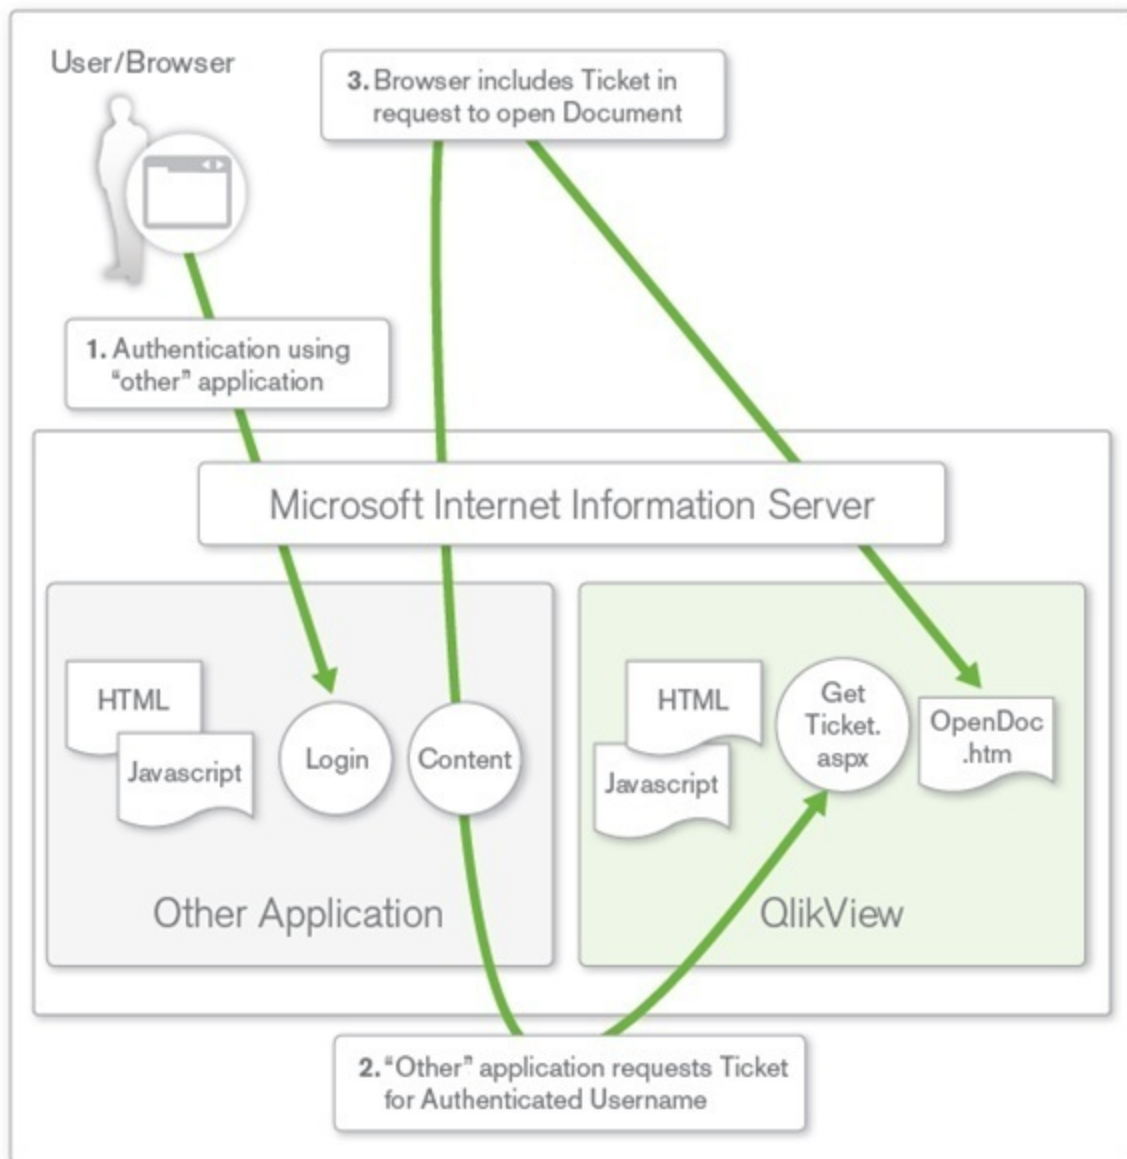 User/Browser
3. Browser includes Ticket in
request to open Document
1. Authentication using
“other” application
Microsoft Internet Information Server
HTML
Javascript
Login
Content
Other Application
HTML
Javascript
Get
Ticket.
aspx
OpenDoc
.htm
QlikView
2. “Other” application requests Ticket
for Authenticated Username